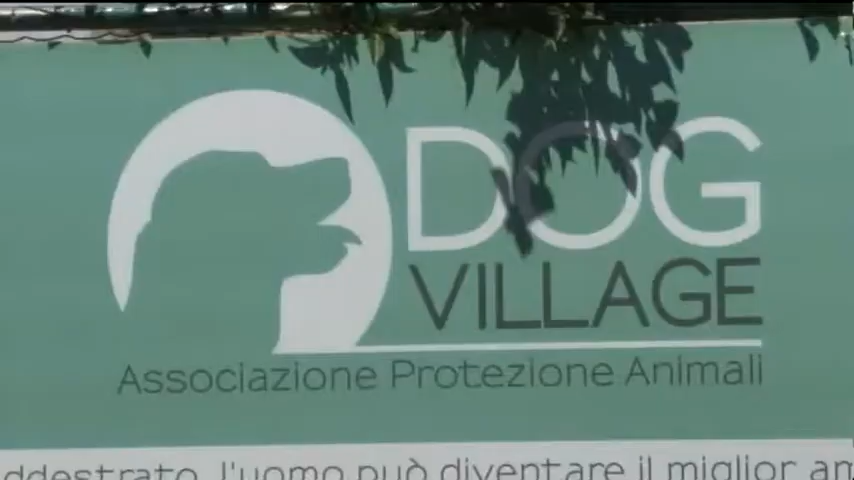 DOG
VILLAGE
Associazione Protezione Animali
l'uomo può diventare il miglior